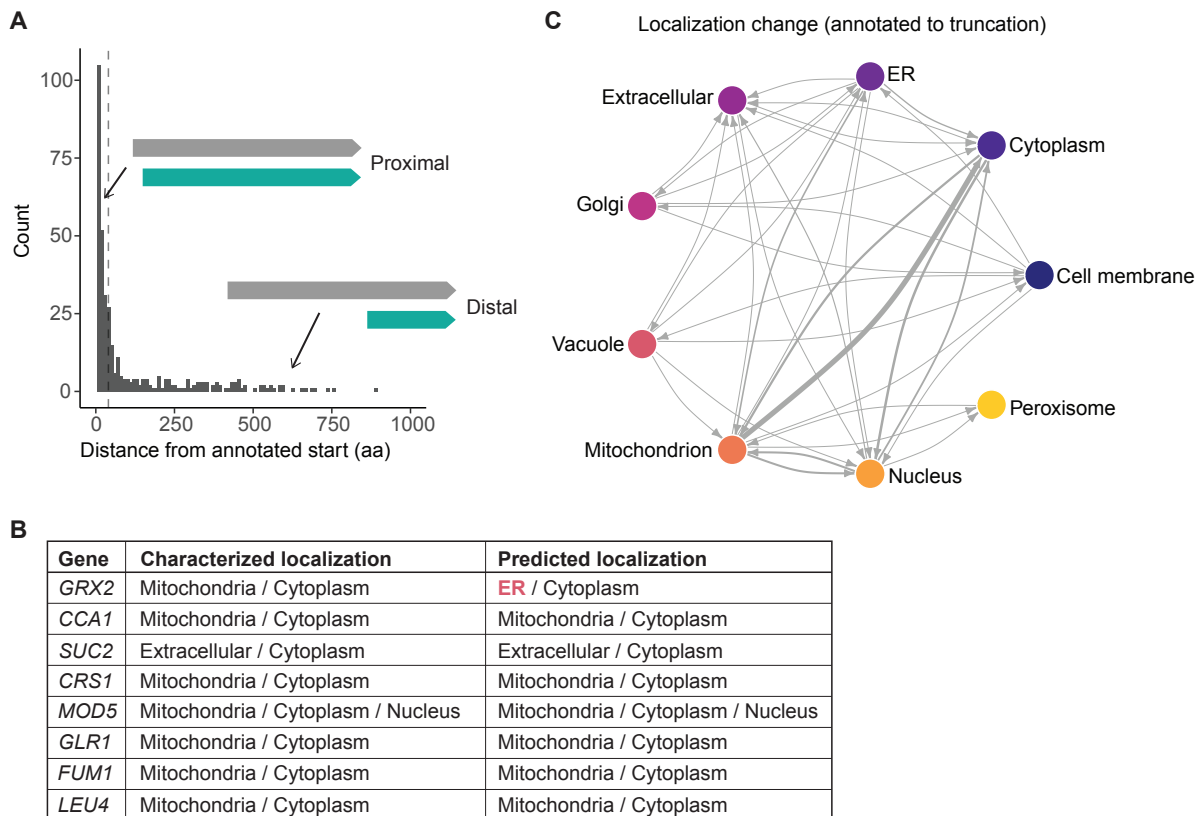 A
100
75
50
25
0
Count
0 250 500 750 1000
Distance from annotated start (aa)
Proximal
Distal
C
Localization change (annotated to truncation)
ER
Extracellular
Cytoplasm
Golgi
Cell membrane
Vacuole
Peroxisome
Mitochondrion
Nucleus
B
Gene Characterized localization Predicted localization
GRX2 Mitochondria / Cytoplasm ER / Cytoplasm
CCA1 Mitochondria / Cytoplasm Mitochondria / Cytoplasm
SUC2 Extracellular / Cytoplasm Extracellular / Cytoplasm
CRS1 Mitochondria / Cytoplasm Mitochondria / Cytoplasm
MOD5 Mitochondria / Cytoplasm / Nucleus Mitochondria / Cytoplasm / Nucleus
GLR1 Mitochondria / Cytoplasm Mitochondria / Cytoplasm
FUM1 Mitochondria / Cytoplasm Mitochondria / Cytoplasm
LEU4 Mitochondria / Cytoplasm Mitochondria / Cytoplasm